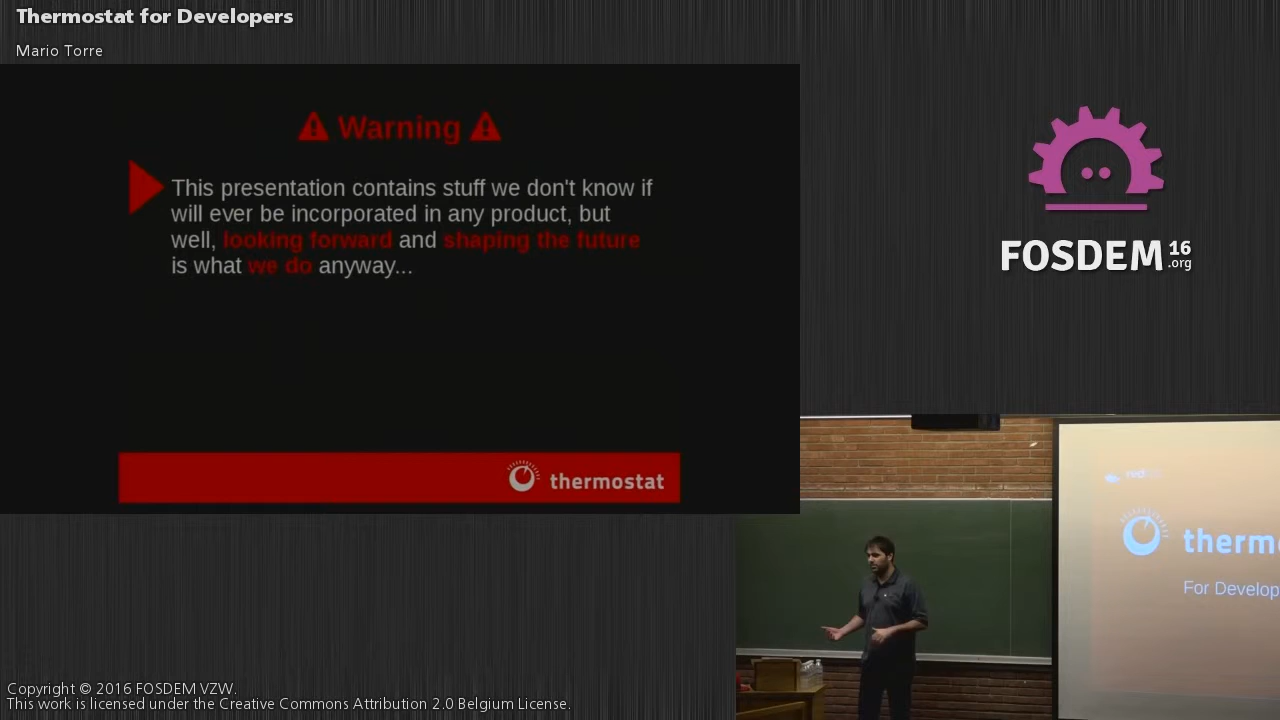 Thermostat for Developers
Mario Torre
Warning
This presentation contains stuff we don't know if
will ever be incorporated in any product, but
well, looking forward and shaping the future
is what we do anyway...
thermostat
FOSDEM 16
.org
red
thermo
For Develop
Copyright © 2016 FOSDEM VZW.
This work is licensed under the Creative Commons Attribution 2.0 Belgium License.